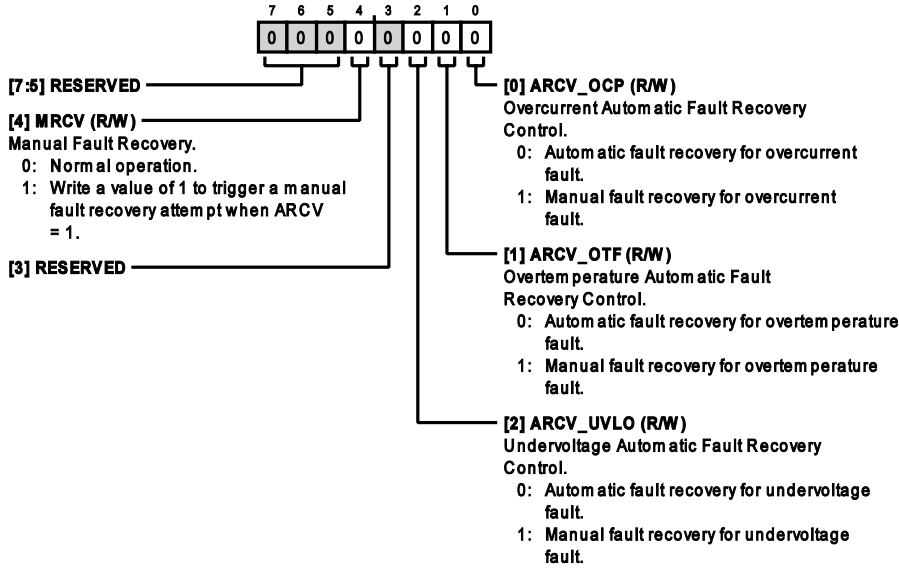 7 6 5 4 3 2 1 0
0 0 0 0 0 0 0 0
[7:5] RESERVED
[4] MRCV (R/W)
Manual Fault Recovery.
0: Normal operation.
1: Write a value of 1 to trigger a manual
fault recovery attempt when ARCV
= 1.
[3] RESERVED
[0] ARCV_OCP (R/W)
Overcurrent Automatic Fault Recovery
Control.
0: Automatic fault recovery for overcurrent
fault.
1: Manual fault recovery for overcurrent
fault.
[1] ARCV_OTF (R/W)
Overtemperature Automatic Fault
Recovery Control.
0: Automatic fault recovery for overtemperature
fault.
1: Manual fault recovery for overtemperature
fault.
[2] ARCV_UVLO (R/W)
Undervoltage Automatic Fault Recovery
Control.
0: Automatic fault recovery for undervoltage
fault.
1: Manual fault recovery for undervoltage
fault.